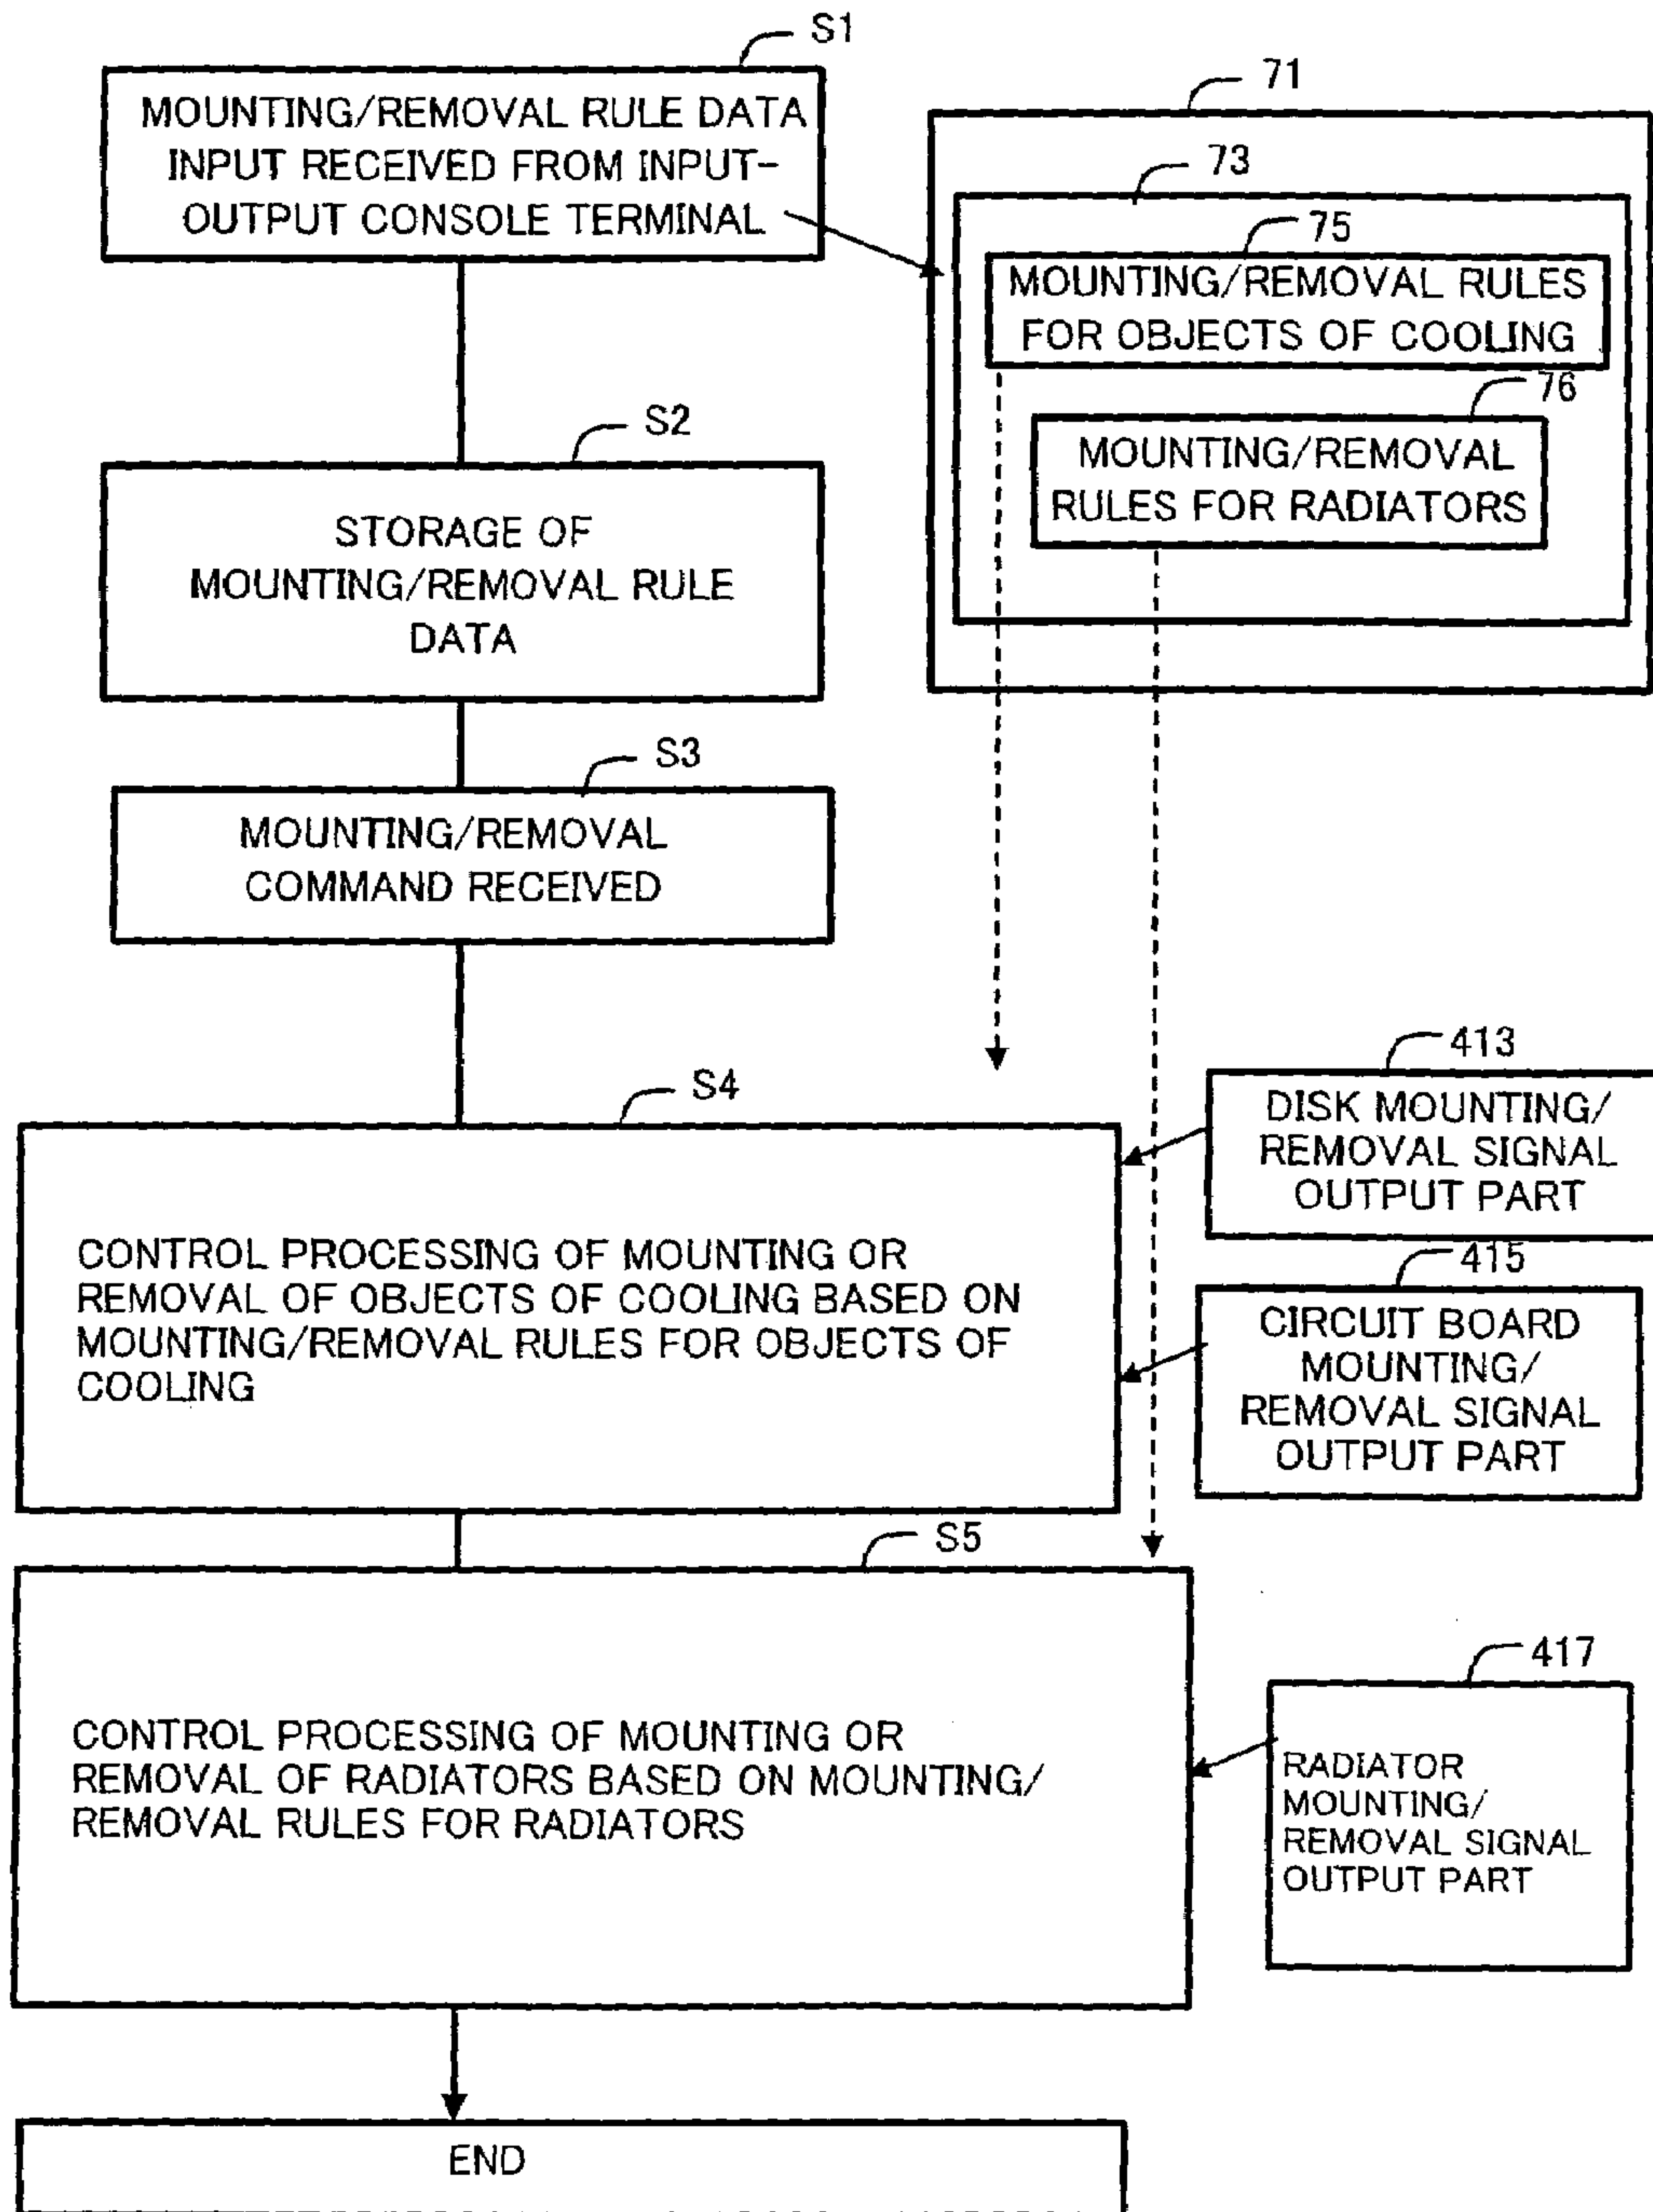 S1
MOUNTING/REMOVAL RULE DATA
INPUT RECEIVED FROM INPUT-
OUTPUT CONSOLE TERMINAL
71
73
75
MOUNTING/REMOVAL RULES
FOR OBJECTS OF COOLING
76
MOUNTING/REMOVAL
RULES FOR RADIATORS
S2
STORAGE OF
MOUNTING/REMOVAL RULE
DATA
S3
MOUNTING/REMOVAL
COMMAND RECEIVED
S4
CONTROL PROCESSING OF MOUNTING OR
REMOVAL OF OBJECTS OF COOLING BASED ON
MOUNTING/REMOVAL RULES FOR OBJECTS OF
COOLING
413
DISK MOUNTING/
REMOVAL SIGNAL
OUTPUT PART
415
CIRCUIT BOARD
MOUNTING/
REMOVAL SIGNAL
OUTPUT PART
S5
CONTROL PROCESSING OF MOUNTING OR
REMOVAL OF RADIATORS BASED ON MOUNTING/
REMOVAL RULES FOR RADIATORS
417
RADIATOR
MOUNTING/
REMOVAL SIGNAL
OUTPUT PART
END